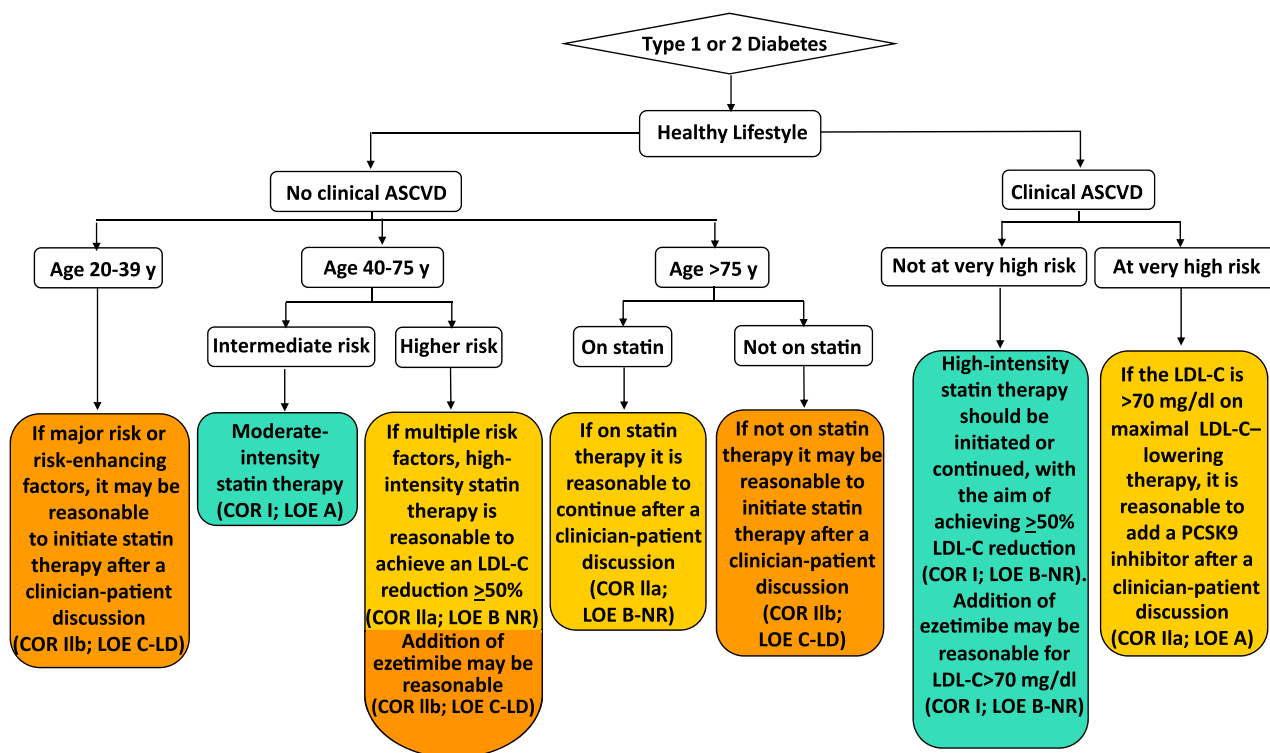 Type 1 or 2 Diabetes
Healthy Lifestyle
No clinical ASCVD
Clinical ASCVD
Age 20-39 y
Age 40-75 y
Age >75 y
Not at very high risk
At very high risk
Intermediate risk
Higher risk
On statin
Not on statin
If major risk or
risk-enhancing
factors, it may be
reasonable
to initiate statin
therapy after a
clinician-patient
discussion
(COR IIb; LOE C-LD)
Moderate-
intensity
statin therapy
(COR I; LOE A)
If multiple risk
factors, high-
intensity statin
therapy is
reasonable to
achieve an LDL-C
reduction ≥50%
(COR IIa; LOE B NR)
Addition of
ezetimibe may be
reasonable
(COR IIb; LOE C-LD)
If on statin
therapy it is
reasonable to
continue after a
clinician-patient
discussion
(COR IIa;
LOE B-NR)
If not on statin
therapy it may be
reasonable to
initiate statin
therapy after a
clinician-patient
discussion
(COR IIb;
LOE C-LD)
High-intensity
statin therapy
should be
initiated or
continued, with
the aim of
achieving ≥50%
LDL-C reduction
(COR I; LOE B-NR).
Addition of
ezetimibe may be
reasonable for
LDL-C>70 mg/dl
(COR I; LOE B-NR)
If the LDL-C is
>70 mg/dl on
maximal LDL-C–
lowering
therapy, it is
reasonable to
add a PCSK9
inhibitor after a
clinician-patient
discussion
(COR IIa; LOE A)